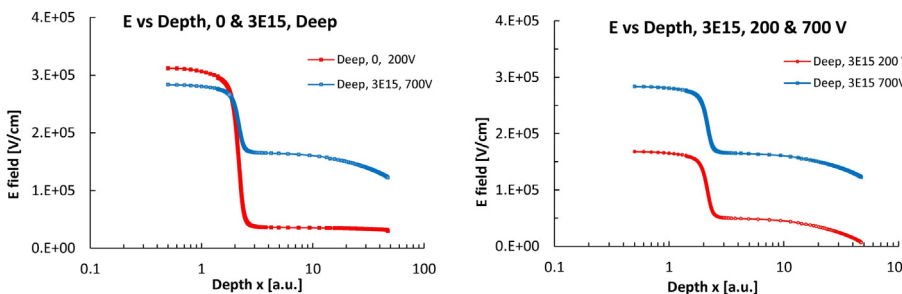 E vs Depth, 0 & 3E15, Deep
4.E+05
3.E+05
2.E+05
1.E+05
0.E+00
E field [V/cm]
Deep, 0, 200V
Deep, 3E15, 700V
0.1 1 10 100
Depth x [a.u.]
E vs Depth, 3E15, 200 & 700 V
4.E+05
3.E+05
2.E+05
1.E+05
0.E+00
E field [V/cm]
Deep, 3E15 200 V
Deep, 3E15 700V
0.1 1 10
Depth x [a.u.]